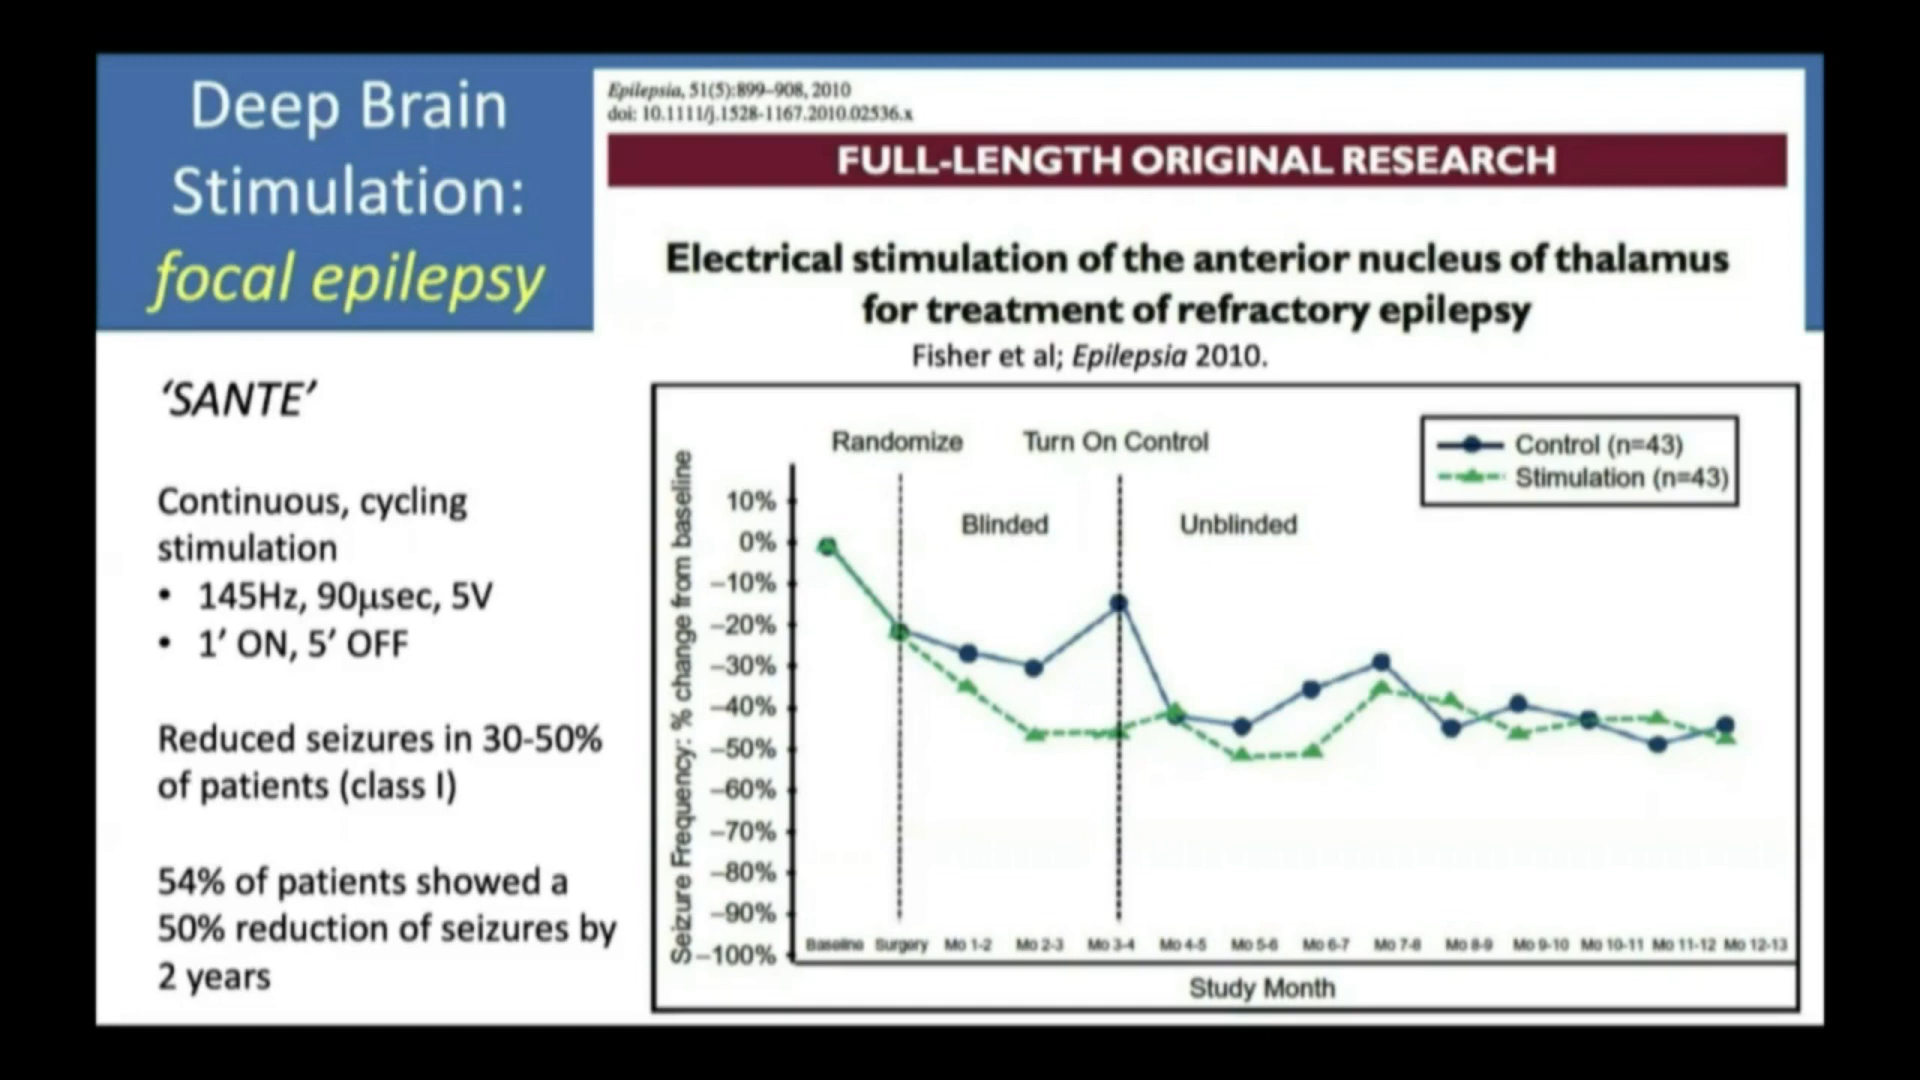 Deep Brain
Stimulation:
focal epilepsy
Epilepsia, 51(5):899–908, 2010
doi: 10.1111/j.1528-1167.2010.02536.x
FULL-LENGTH ORIGINAL RESEARCH
Electrical stimulation of the anterior nucleus of thalamus
for treatment of refractory epilepsy
Fisher et al; Epilepsia 2010.
‘SANTE’
Continuous, cycling
stimulation
• 145Hz, 90µsec, 5V
• 1’ ON, 5’ OFF
Reduced seizures in 30-50%
of patients (class I)
54% of patients showed a
50% reduction of seizures by
2 years
Randomize
Turn On Control
Control (n=43)
Stimulation (n=43)
Blinded
Unblinded
Seizure Frequency: % change from baseline
10%
0%
–10%
–20%
–30%
–40%
–50%
–60%
–70%
–80%
–90%
–100%
Baseline Surgery Mo 1-2 Mo 2-3 Mo 3-4 Mo 4-5 Mo 5-6 Mo 6-7 Mo 7-8 Mo 8-9 Mo 9-10 Mo 10-11 Mo 11-12 Mo 12-13
Study Month